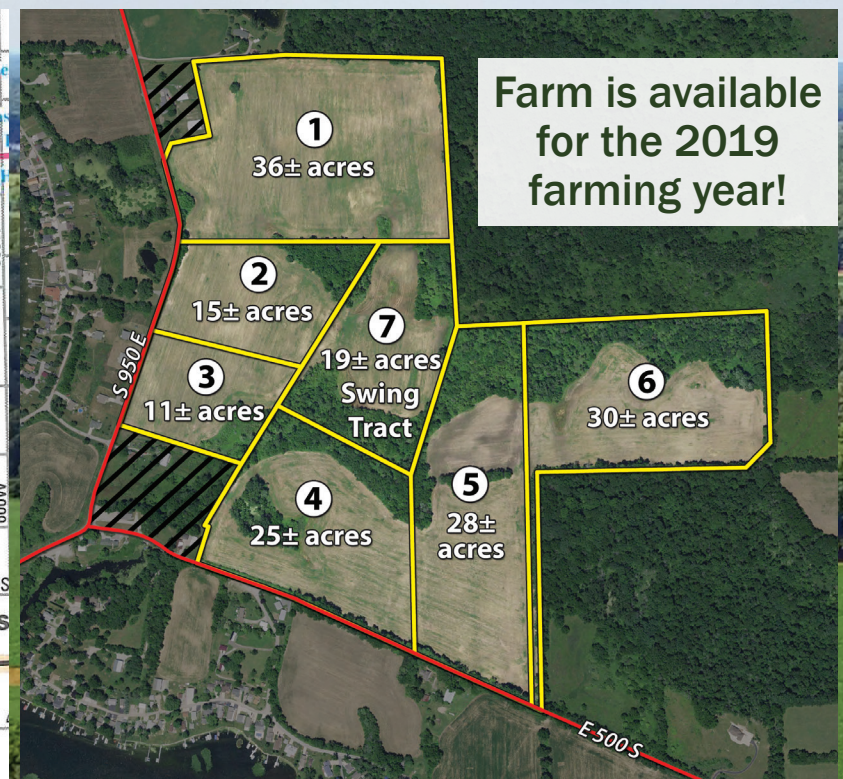 Farm is available
for the 2019
farming year!
1
36± acres
2
15± acres
7
19± acres
Swing
Tract
3
11± acres
6
30± acres
4
25± acres
5
28±
acres
S 950 E
E 500 S